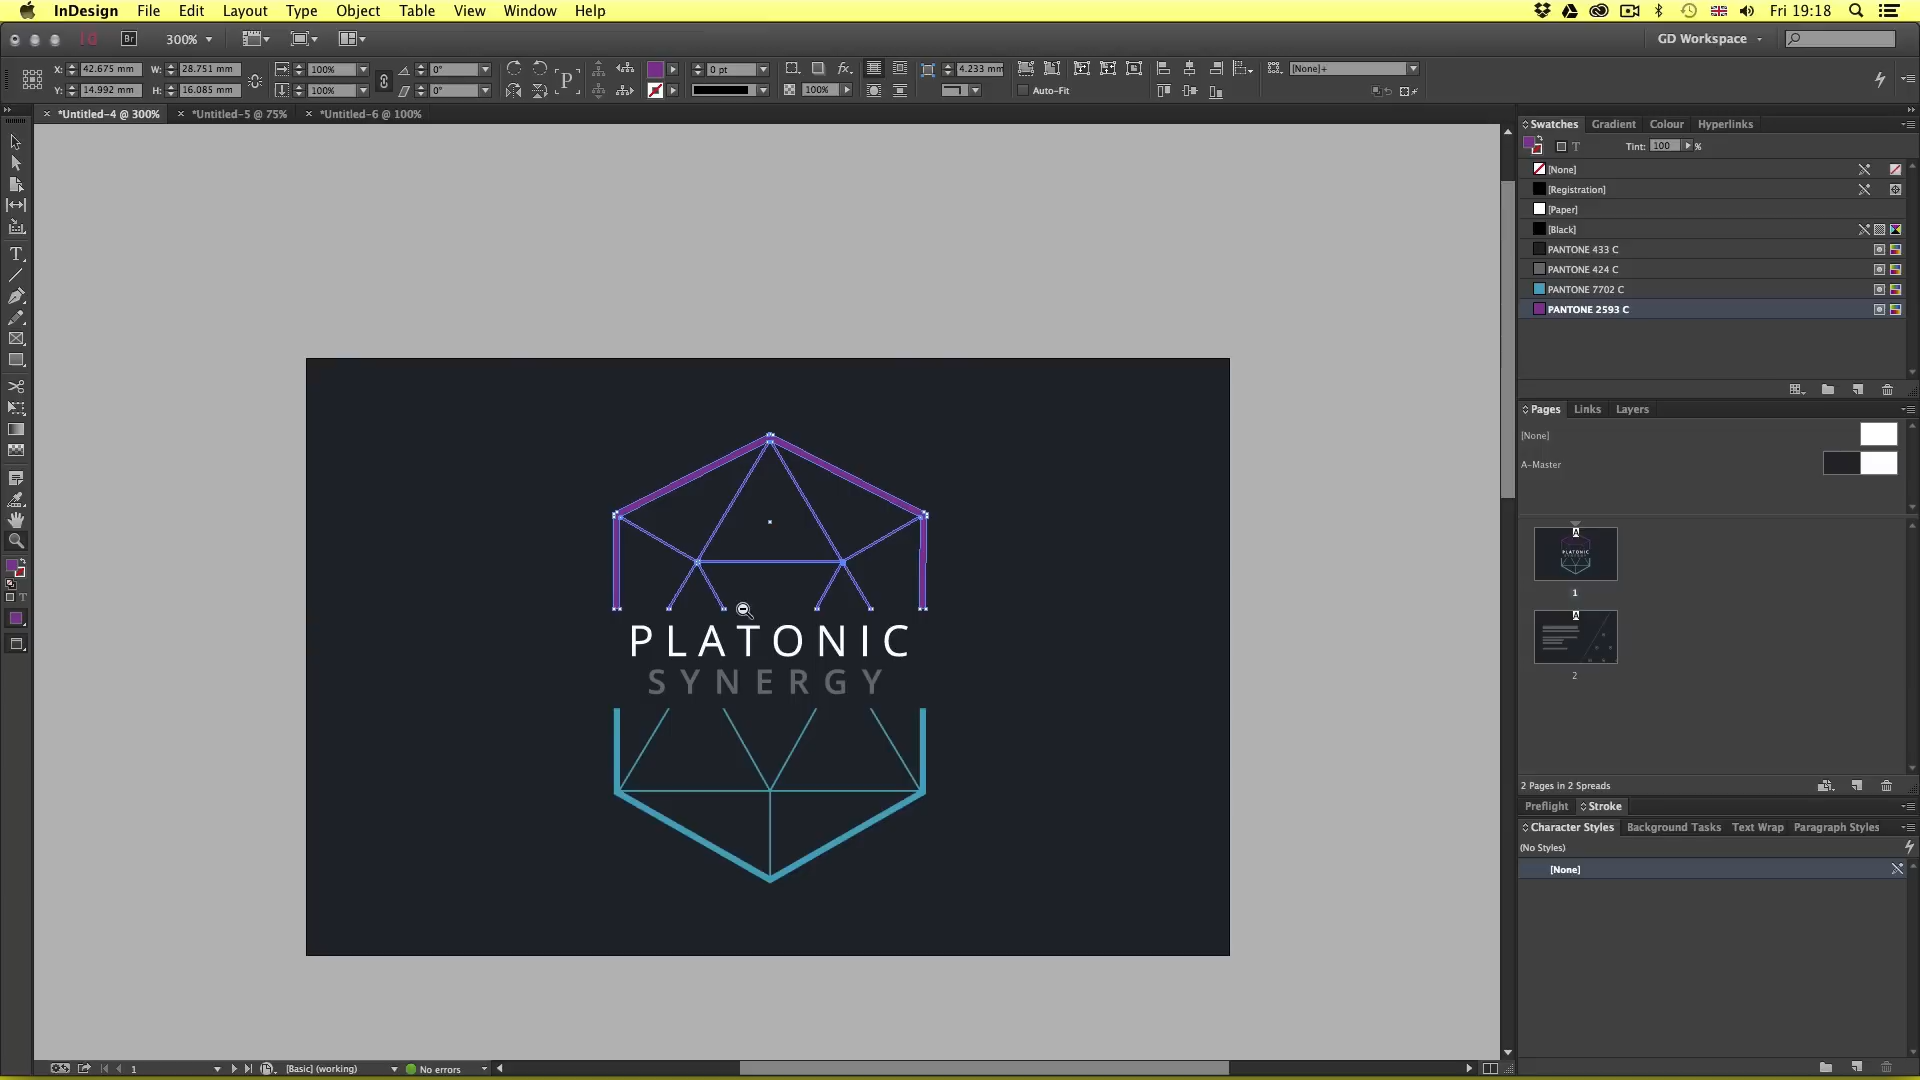 InDesign File Edit Layout Type Object Table View Window Help Fri 19:18
Br 300% GD Workspace
X: 42.675 mm W: 28.751 mm 100% 0° 0 pt 4.233 mm [None]+
Y: 14.992 mm H: 16.085 mm 100% 0° 100% Auto-Fit
*Untitled-4 @ 300% *Untitled-5 @ 75% *Untitled-6 @ 100%
Swatches Gradient Colour Hyperlinks
Tint: 100 %
[None]
[Registration]
[Paper]
[Black]
PANTONE 433 C
PANTONE 424 C
PANTONE 7702 C
PANTONE 2593 C
Pages Links Layers
[None]
A-Master
A
1
A
2
2 Pages in 2 Spreads
Preflight Stroke
Character Styles Background Tasks Text Wrap Paragraph Styles
(No Styles)
[None]
PLATONIC
SYNERGY
1 [Basic] (working) No errors